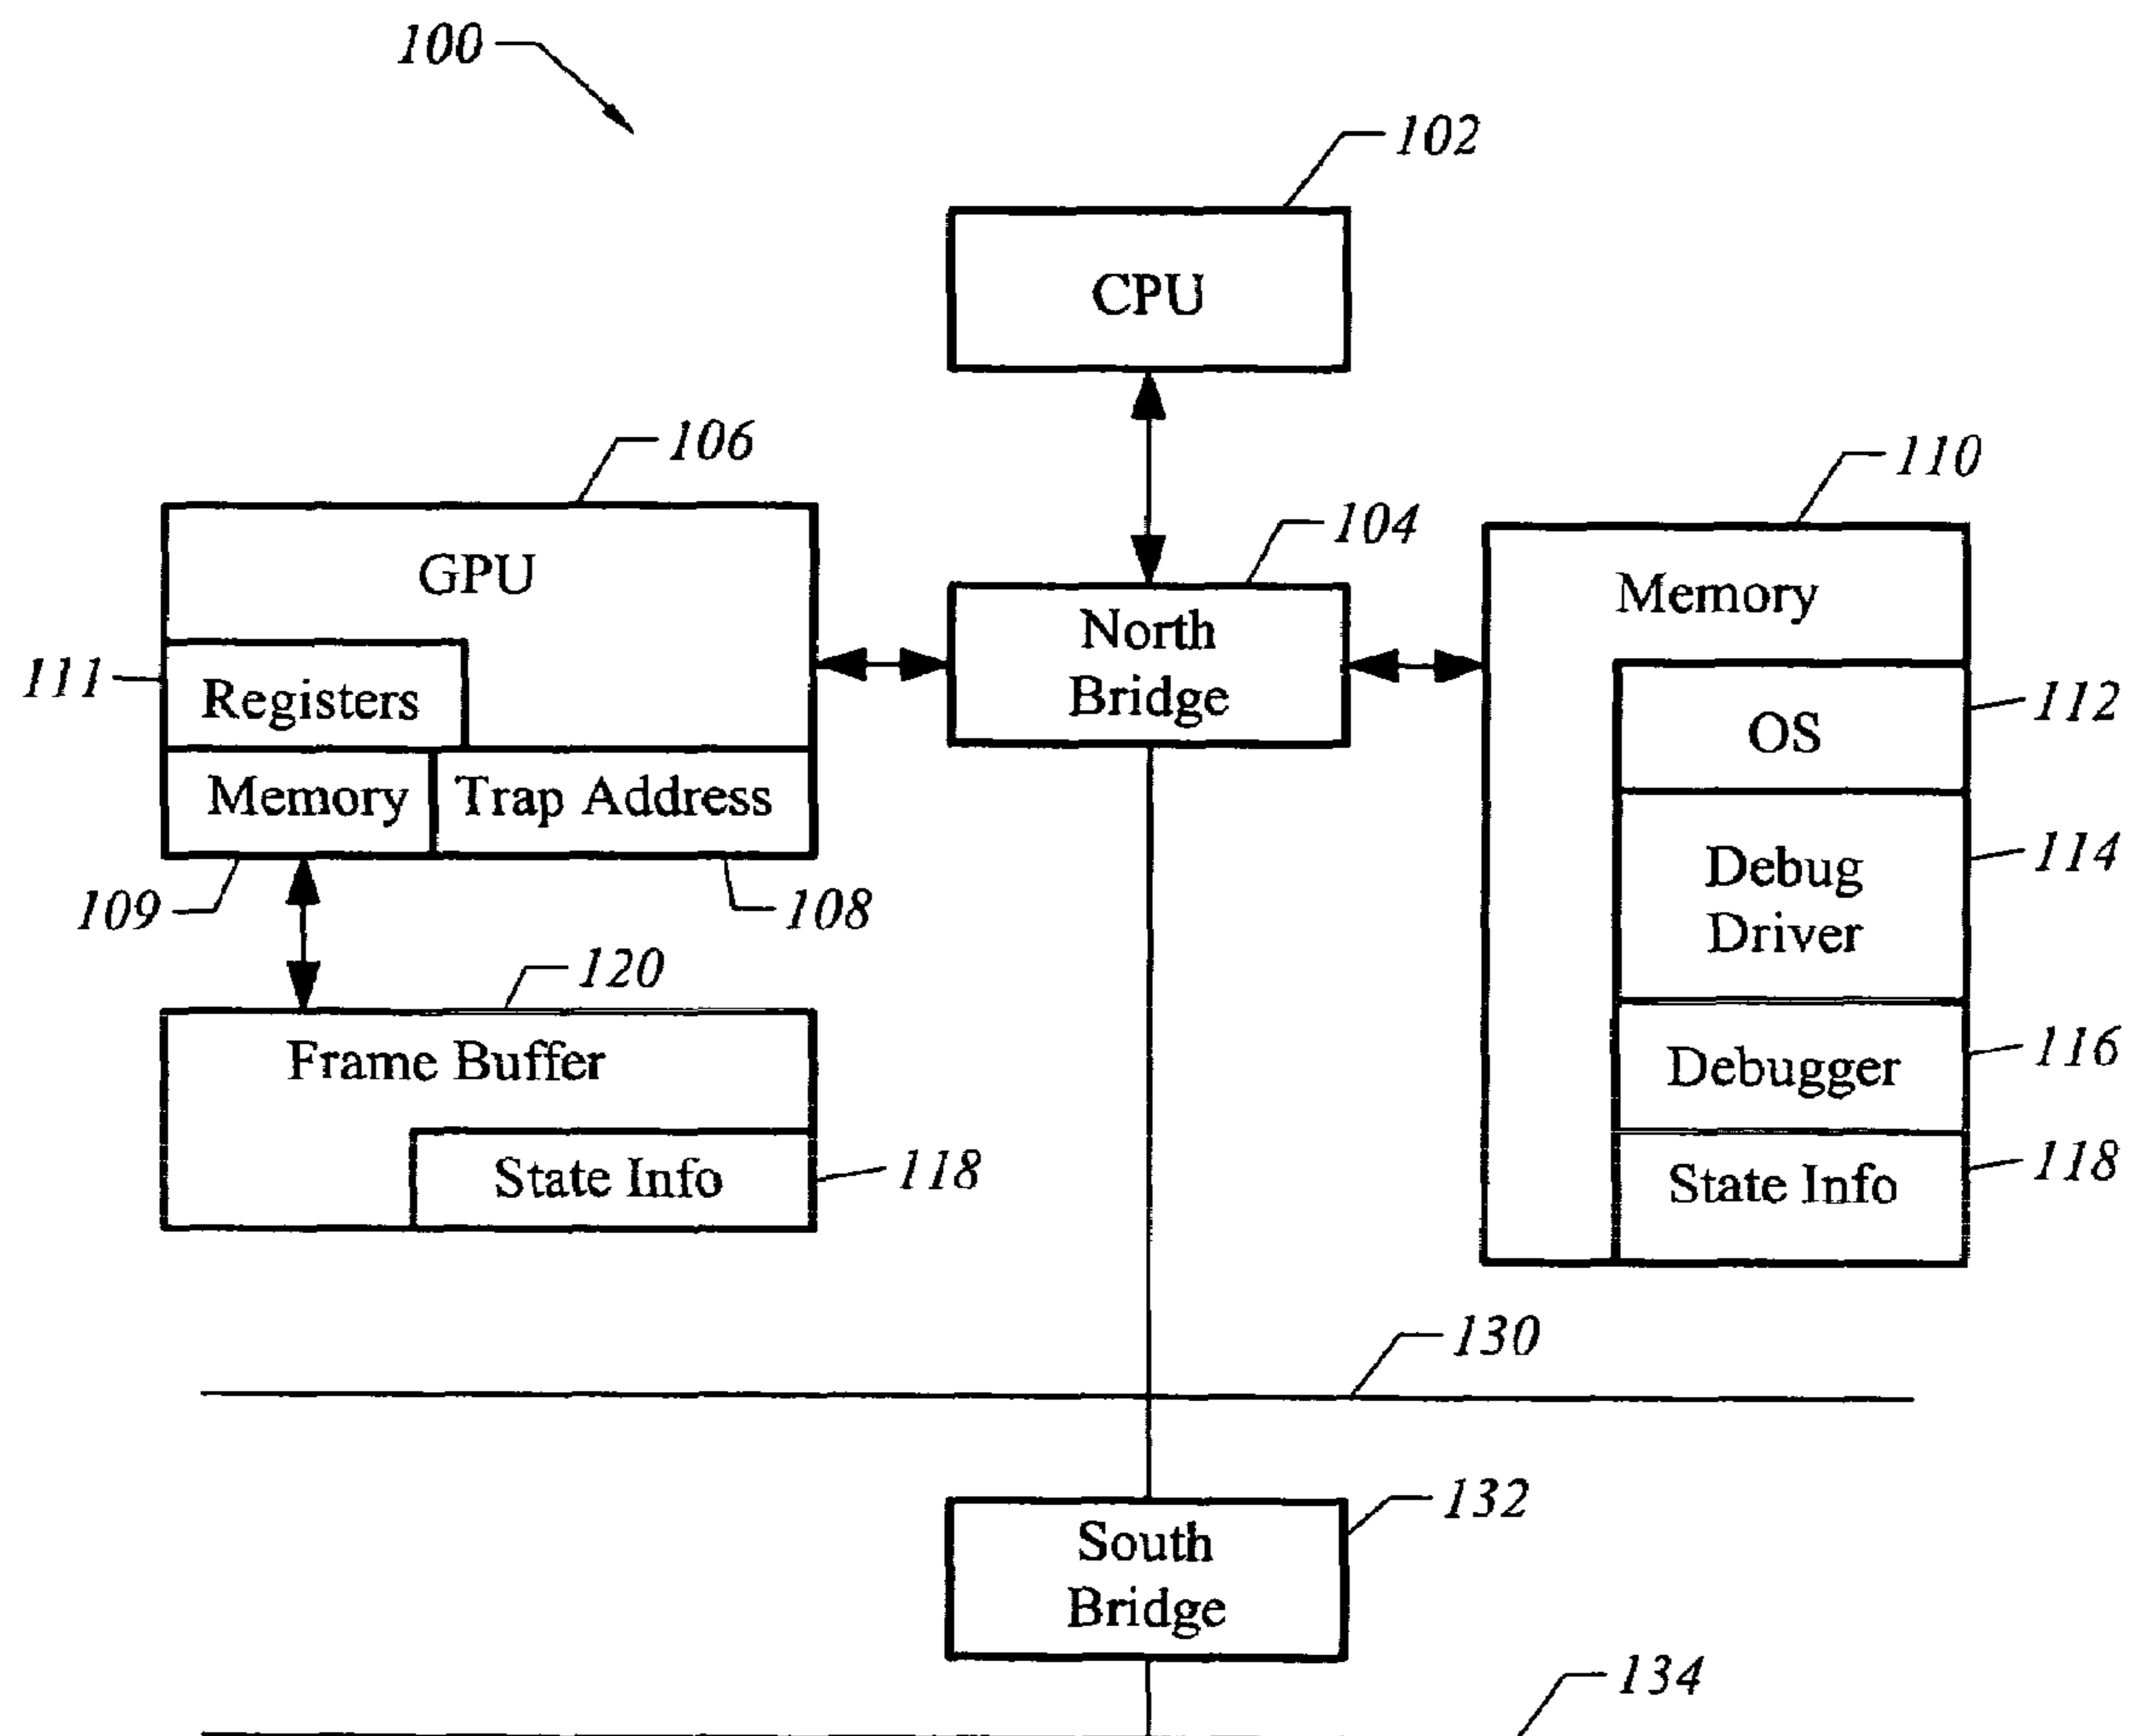 100
102
CPU
106
110
104
GPU
North
Bridge
Memory
111
Registers
112
OS
Memory
Trap Address
114
Debug
Driver
109
108
120
Frame Buffer
116
Debugger
State Info
118
State Info
118
130
132
South
Bridge
134